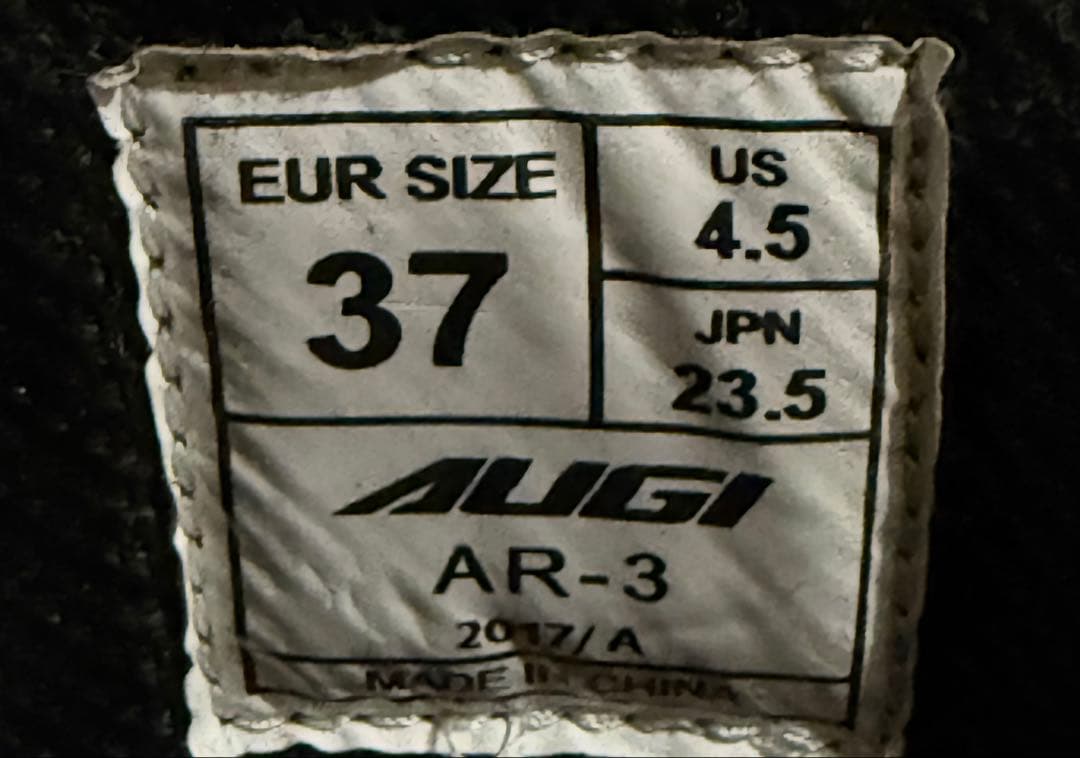 EUR SIZE
37
US
4.5
JPN
23.5
AUGI
AR-3
2017/A
MADE IN CHINA